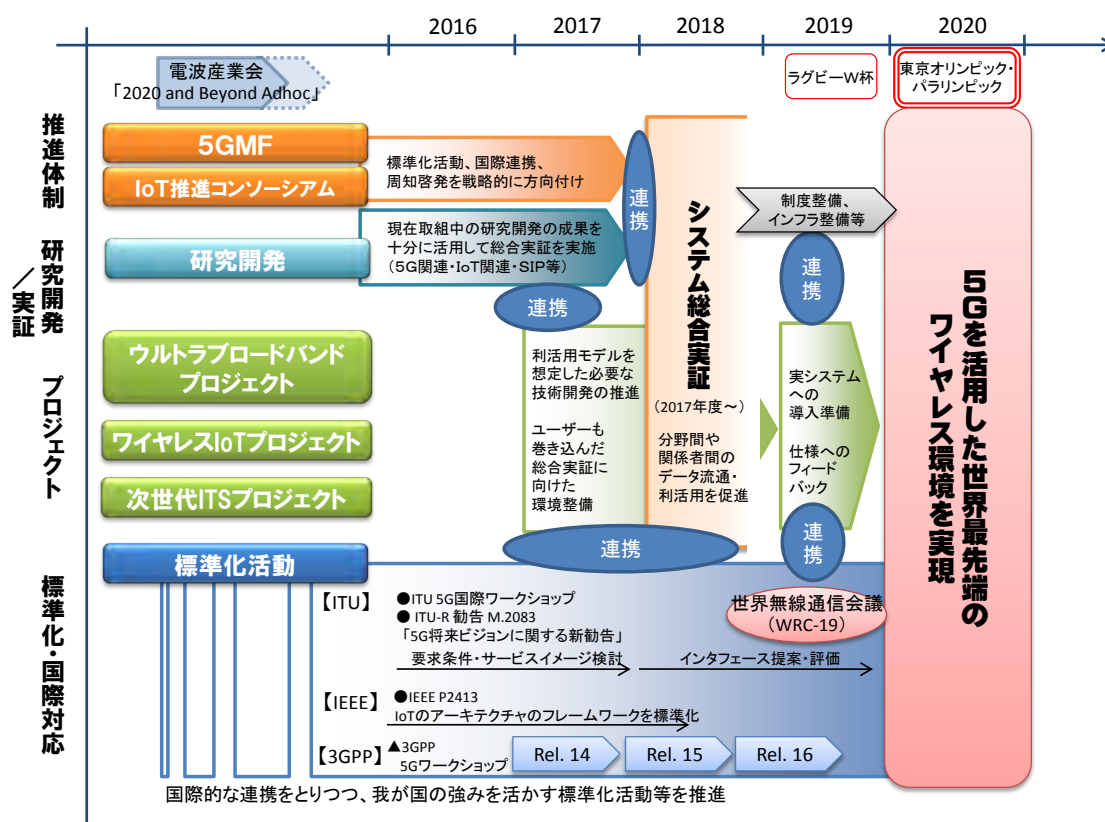 2016
2017
2018
2019
2020
電波産業会
「2020 and Beyond Adhoc」
ラグビーW杯
東京オリンピック・
パラリンピック
推進体制
5GMF
IoT推進コンソーシアム
標準化活動、国際連携、
周知啓発を戦略的に方向付け
連携
制度整備、
インフラ整備等
研究開発
／実証
研究開発
現在取組中の研究開発の成果を
十分に活用して総合実証を実施
（5G関連・IoT関連・SIP等）
連携
連携
システム総合実証
（2017年度～）
分野間や
関係者間の
データ流通・
利活用を促進
プロジェクト
ウルトラブロードバンド
プロジェクト
ワイヤレスIoTプロジェクト
次世代ITSプロジェクト
利活用モデルを
想定した必要な
技術開発の推進
ユーザーも
巻き込んだ
総合実証に
向けた
環境整備
実システム
への
導入準備
仕様への
フィード
バック
連携
連携
5Gを活用した世界最先端の
ワイヤレス環境を実現
標準化・国際対応
標準化活動
【ITU】
●ITU 5G国際ワークショップ
●ITU-R 勧告 M.2083
「5G将来ビジョンに関する新勧告」
要求条件・サービスイメージ検討
世界無線通信会議
（WRC-19）
インタフェース提案・評価
【IEEE】
●IEEE P2413
IoTのアーキテクチャのフレームワークを標準化
【3GPP】
▲3GPP
5Gワークショップ
Rel. 14
Rel. 15
Rel. 16
国際的な連携をとりつつ、我が国の強みを活かす標準化活動等を推進